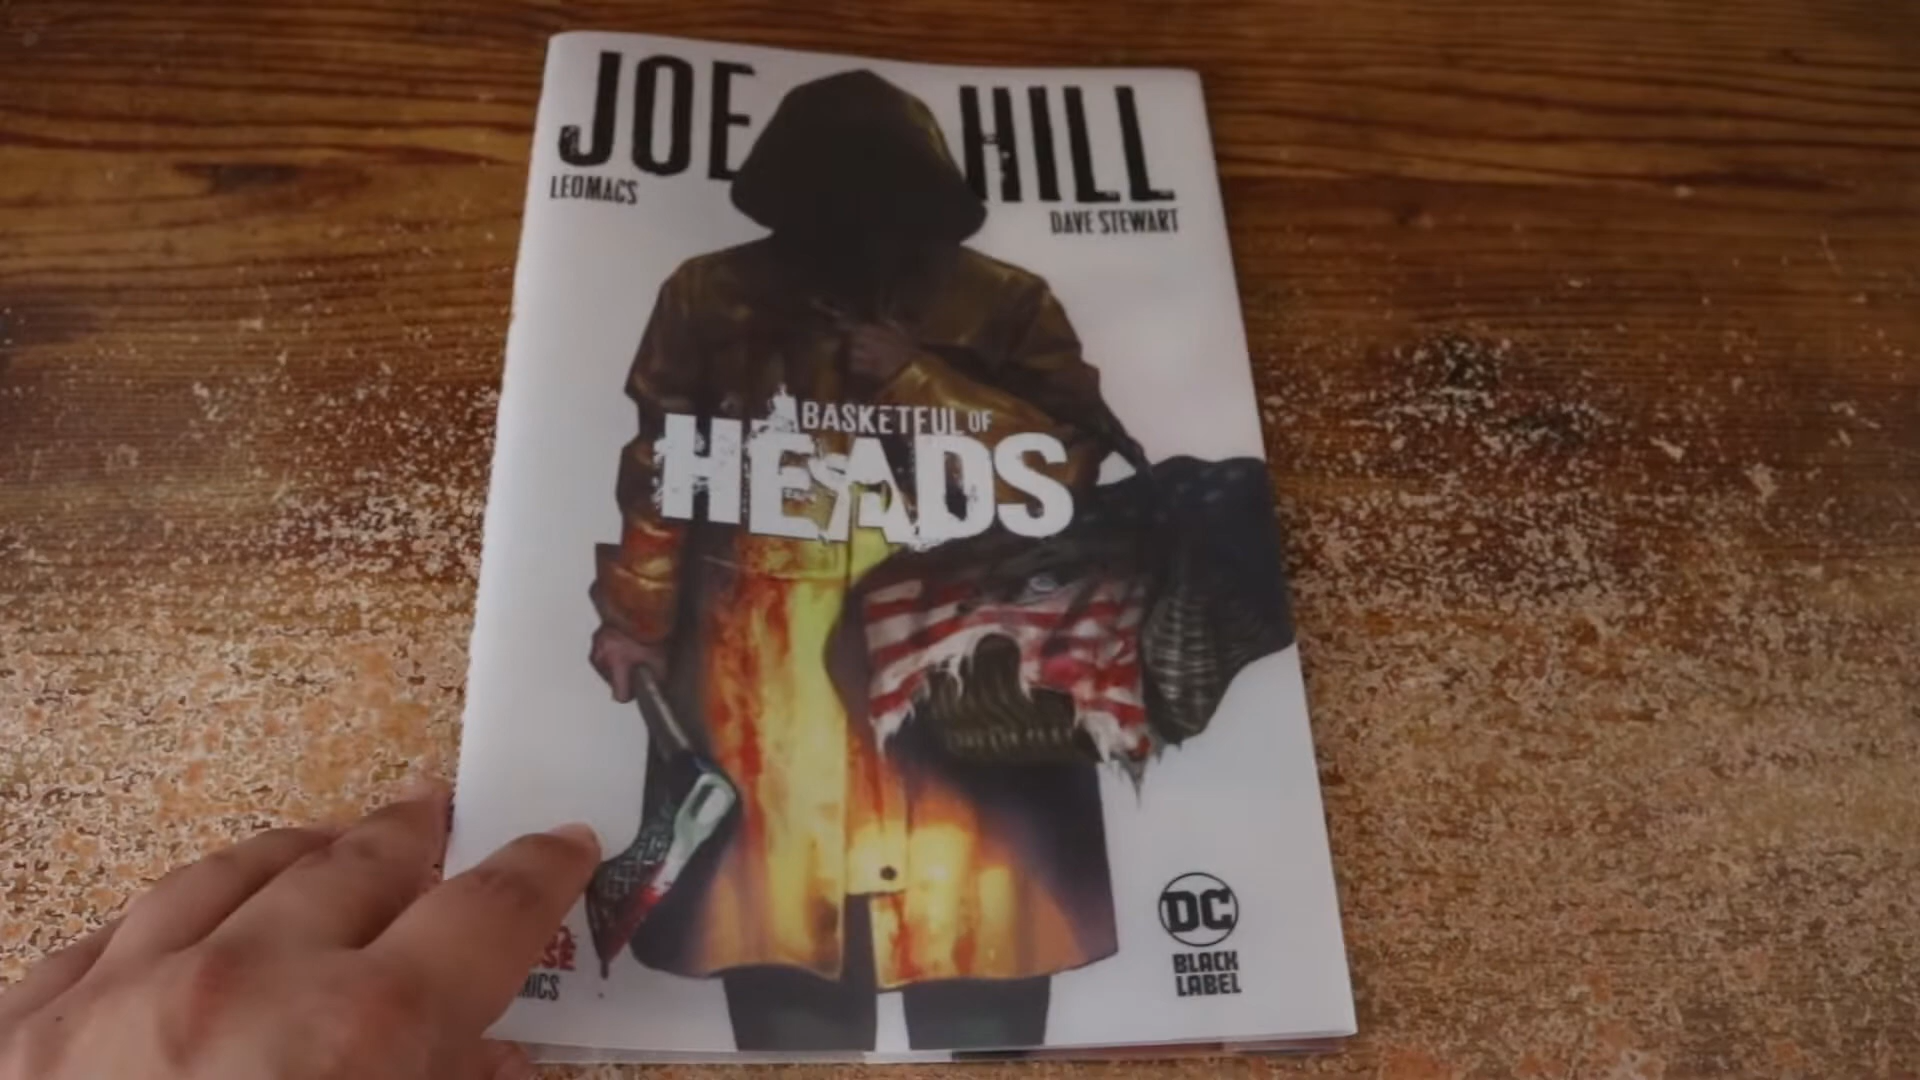 JOE HILL
LEOMACS
DAVE STEWART
BASKETFUL OF
HEADS
DC
BLACK
LABEL